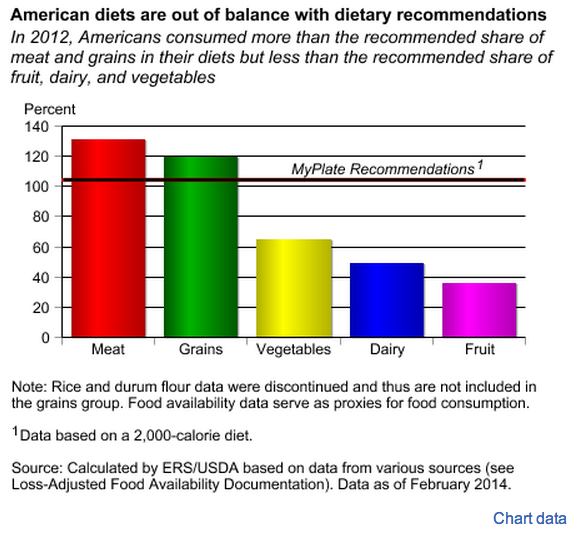 American diets are out of balance with dietary recommendations
In 2012, Americans consumed more than the recommended share of
meat and grains in their diets but less than the recommended share of
fruit, dairy, and vegetables
Percent
140
120
MyPlate Recommendations1
100
80
60
40
20
0
Meat Grains Vegetables Dairy Fruit
Note: Rice and durum flour data were discontinued and thus are not included in
the grains group. Food availability data serve as proxies for food consumption.
1Data based on a 2,000-calorie diet.
Source: Calculated by ERS/USDA based on data from various sources (see
Loss-Adjusted Food Availability Documentation). Data as of February 2014.
Chart data